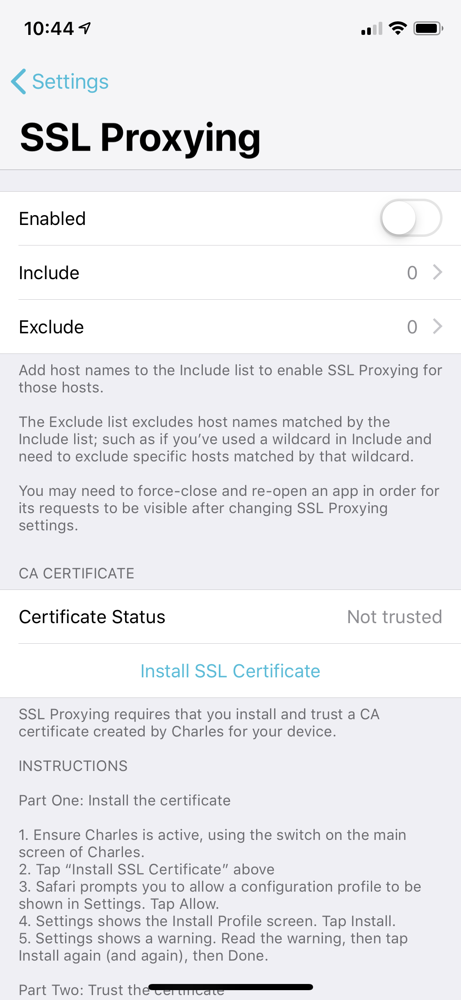 10:44
Settings
SSL Proxying
Enabled
Include 0
Exclude 0
Add host names to the Include list to enable SSL Proxying for
those hosts.
The Exclude list excludes host names matched by the
Include list; such as if you’ve used a wildcard in Include and
need to exclude specific hosts matched by that wildcard.
You may need to force-close and re-open an app in order for
its requests to be visible after changing SSL Proxying
settings.
CA CERTIFICATE
Certificate Status Not trusted
Install SSL Certificate
SSL Proxying requires that you install and trust a CA
certificate created by Charles for your device.
INSTRUCTIONS
Part One: Install the certificate
1. Ensure Charles is active, using the switch on the main
screen of Charles.
2. Tap “Install SSL Certificate” above
3. Safari prompts you to allow a configuration profile to be
shown in Settings. Tap Allow.
4. Settings shows the Install Profile screen. Tap Install.
5. Settings shows a warning. Read the warning, then tap
Install again (and again), then Done.
Part Two: Trust the certificate